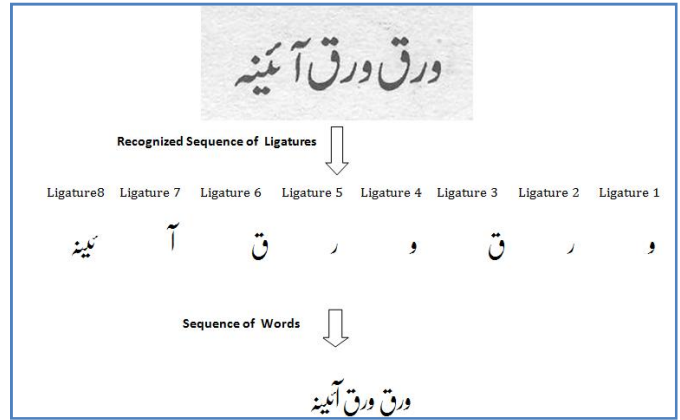 ورق ورق آئینہ
Recognized Sequence of Ligatures
Ligature8 Ligature 7 Ligature 6 Ligature 5 Ligature 4 Ligature 3 Ligature 2 Ligature 1
و ر ق و ر ق آ ئینہ
Sequence of Words
ورق ورق آئینہ